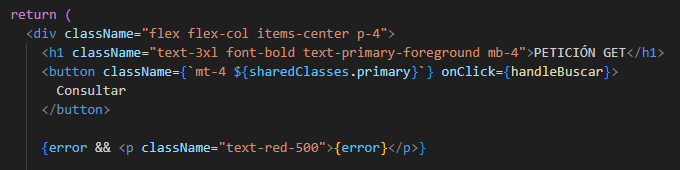 return (
<div className="flex flex-col items-center p-4">
<h1 className="text-3xl font-bold text-primary-foreground mb-4">PETICIÓN GET</h1>
<button className={`mt-4 ${sharedClasses.primary}`} onClick={handleBuscar}>
Consultar
</button>
{error && <p className="text-red-500">{error}</p>}